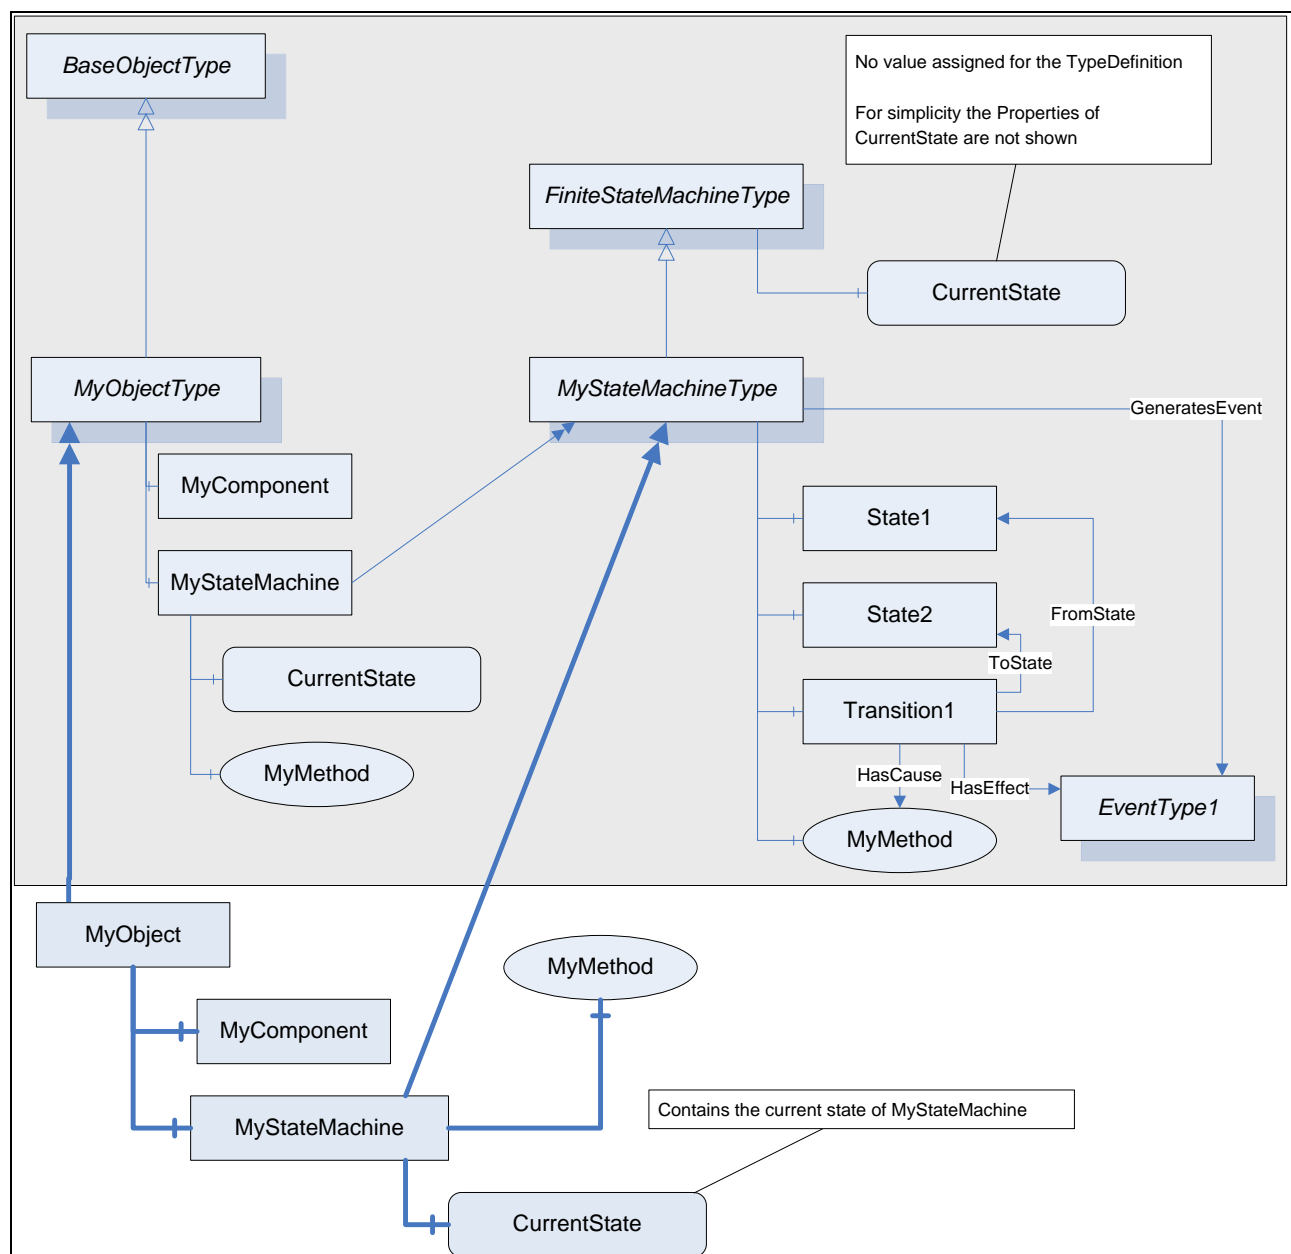 BaseObjectType
No value assigned for the TypeDefinition
For simplicity the Properties of
CurrentState are not shown
FiniteStateMachineType
CurrentState
MyObjectType
MyStateMachineType
GeneratesEvent
MyComponent
State1
MyStateMachine
State2
FromState
ToState
CurrentState
Transition1
MyMethod
HasCause
HasEffect
EventType1
MyMethod
MyObject
MyMethod
MyComponent
Contains the current state of MyStateMachine
MyStateMachine
CurrentState